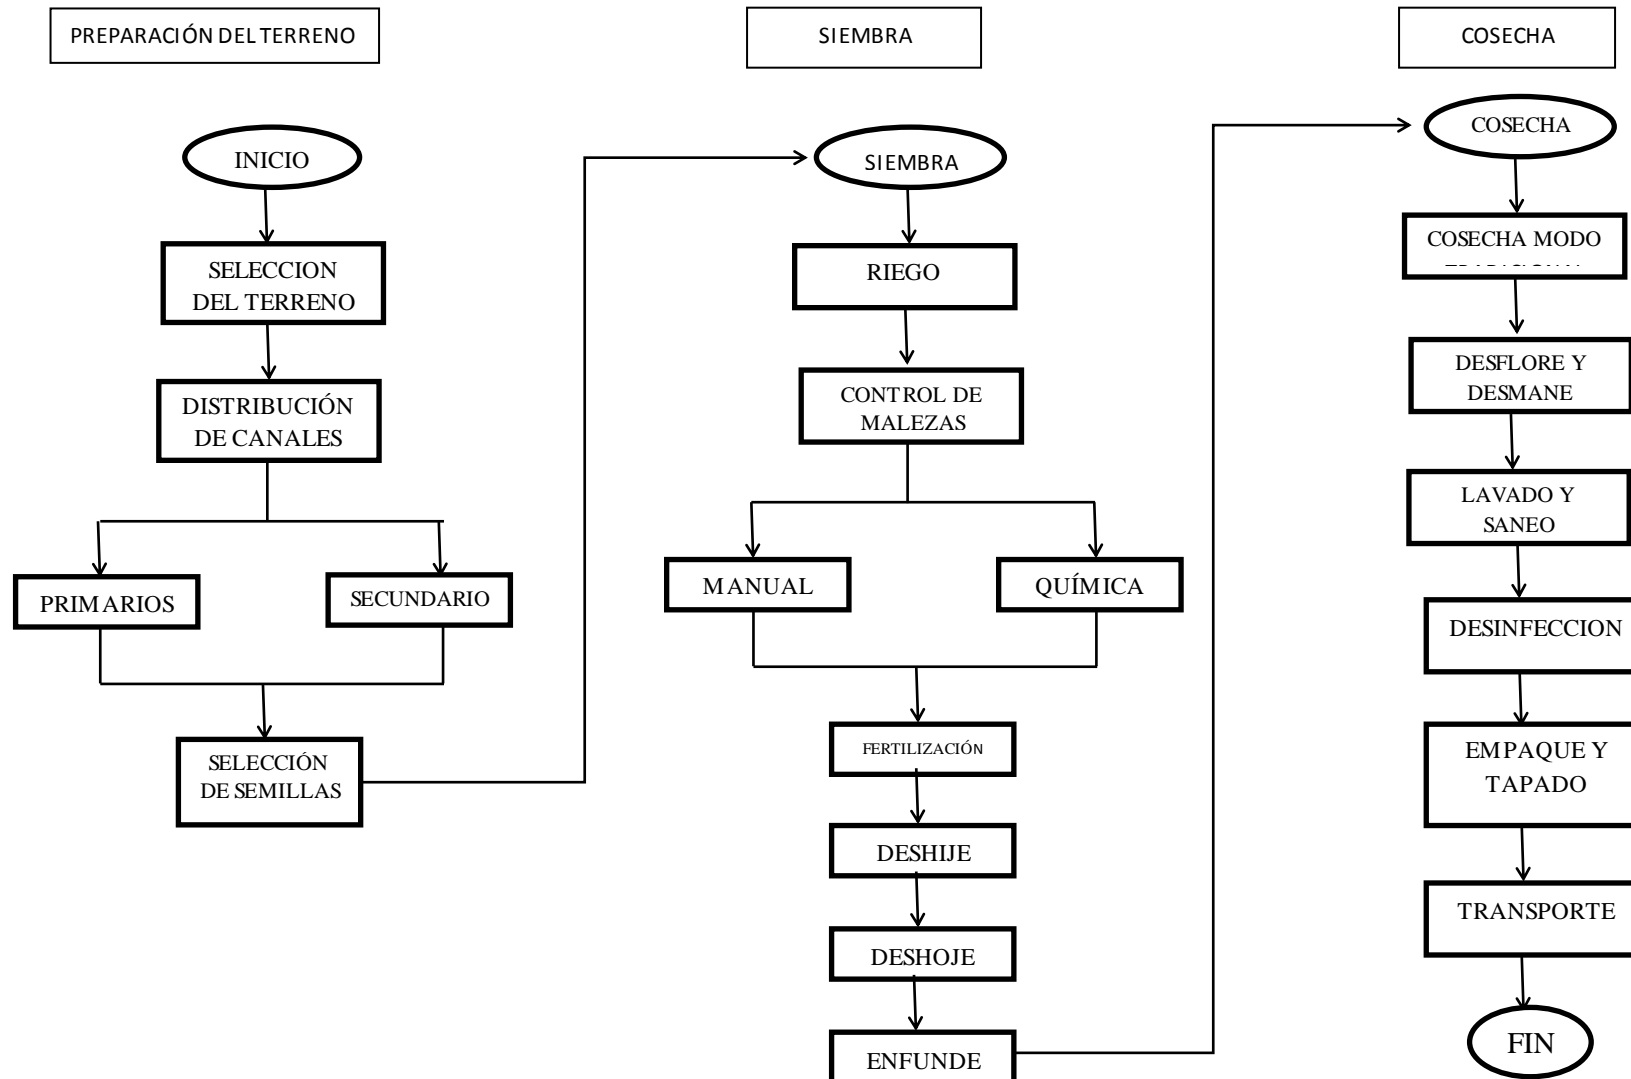 PREPARACIÓN DEL TERRENO
INICIO
SELECCION
DEL TERRENO
DISTRIBUCIÓN
DE CANALES
PRIMARIOS
SECUNDARIO
SELECCIÓN
DE SEMILLAS
SIEMBRA
SIEMBRA
RIEGO
CONTROL DE
MALEZAS
MANUAL
QUÍMICA
FERTILIZACIÓN
DESHIJE
DESHOJE
ENFUNDE
COSECHA
COSECHA
COSECHA MODO
DESFLORE Y
DESMANE
LAVADO Y
SANEO
DESINFECCION
EMPAQUE Y
TAPADO
TRANSPORTE
FIN